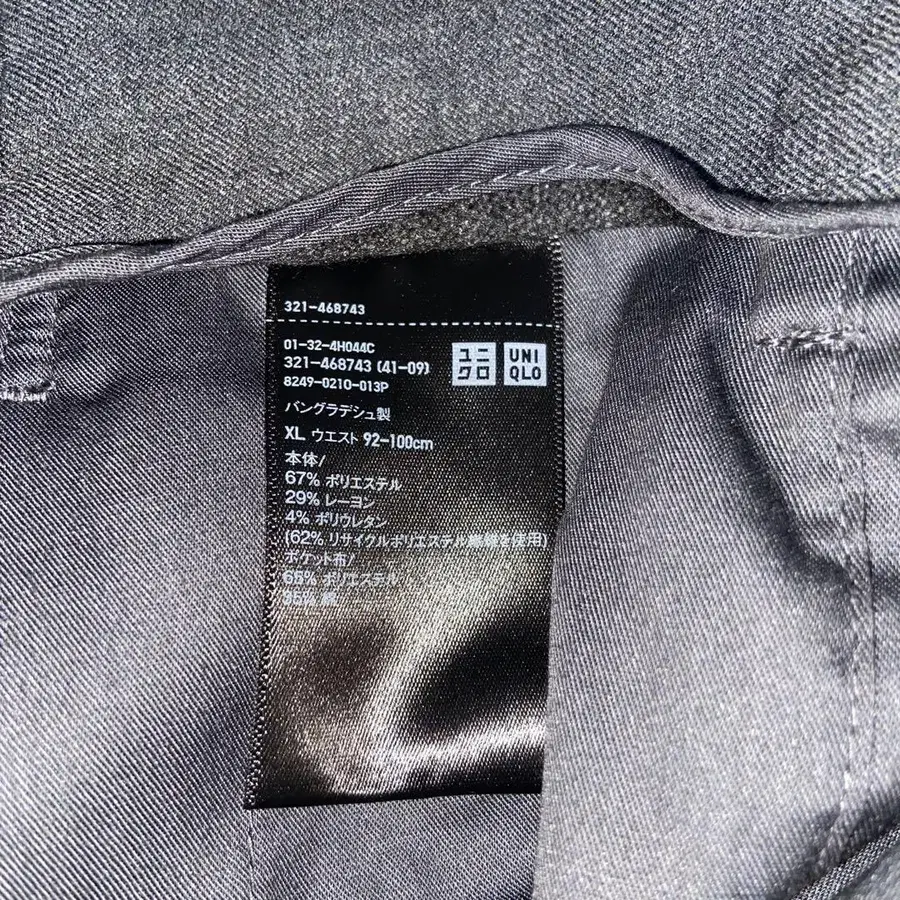 321-468743
01-32-4H044C
321-468743 (41-09)
8249-0210-013P
ユニ
クロ
UNI
QLO
バングラデシュ製
XL ウエスト 92-100cm
本体/
67% ポリエステル
29% レーヨン
4% ポリウレタン
(62% リサイクルポリエステル繊維を使用)
ポケット布/
65% ポリエステル
35% 綿